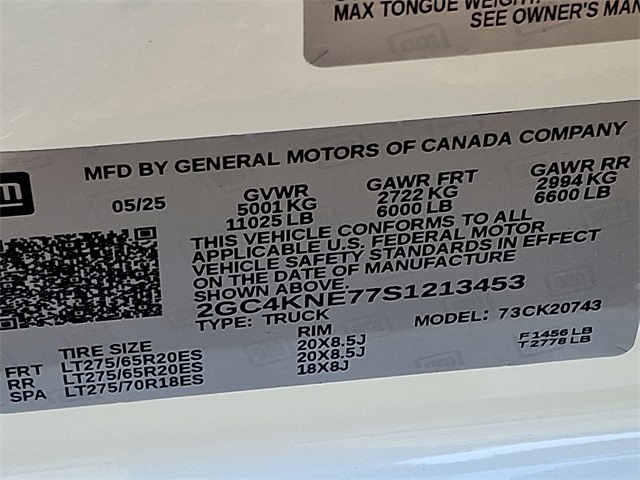 MAX TONGUE WEIGHT:
SEE OWNER'S MAN
gm
MFD BY GENERAL MOTORS OF CANADA COMPANY
05/25
GVWR
5001 KG
11025 LB
GAWR FRT
2722 KG
6000 LB
GAWR RR
2994 KG
6600 LB
THIS VEHICLE CONFORMS TO ALL
APPLICABLE U.S. FEDERAL MOTOR
VEHICLE SAFETY STANDARDS IN EFFECT
ON THE DATE OF MANUFACTURE
2GC4KNE77S1213453
TYPE: TRUCK
MODEL: 73CK20743
TIRE SIZE RIM
FRT LT275/65R20ES 20X8.5J
RR LT275/65R20ES 20X8.5J
SPA LT275/70R18ES 18X8J
F 1456 LB
T 2778 LB